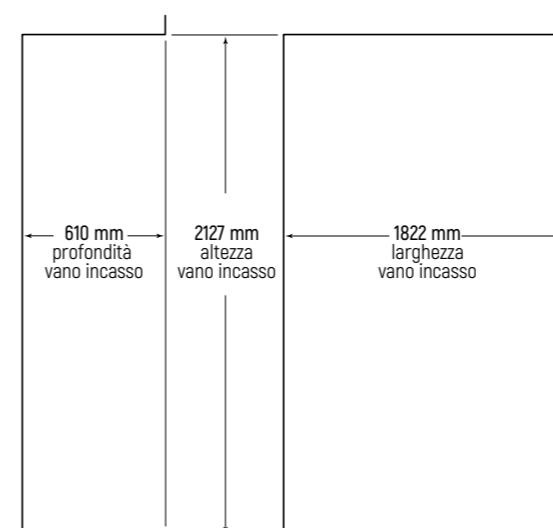 610 mm
profondità
vano incasso
2127 mm
altezza
vano incasso
1822 mm
larghezza
vano incasso